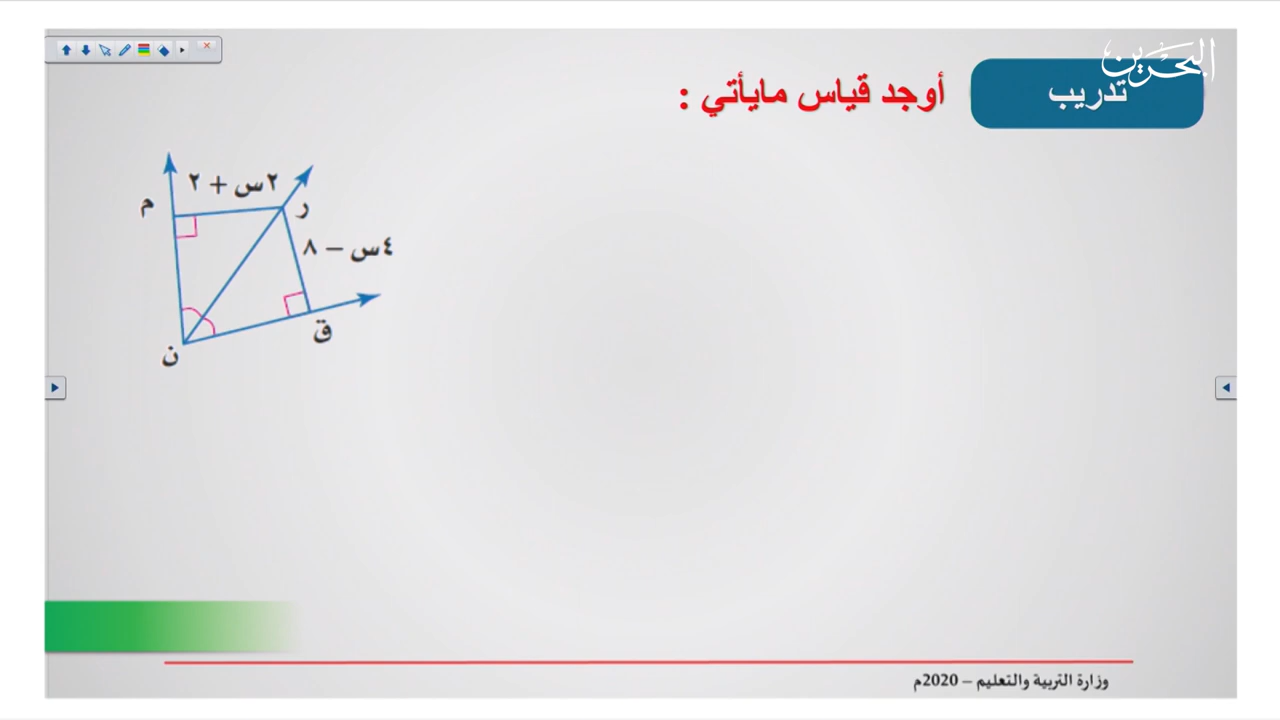 البحرين
تدريب
أوجد قياس مايأتي :
٢س + ٢
م
ر
٤س − ٨
ق
ن
وزارة التربية والتعليم – 2020م